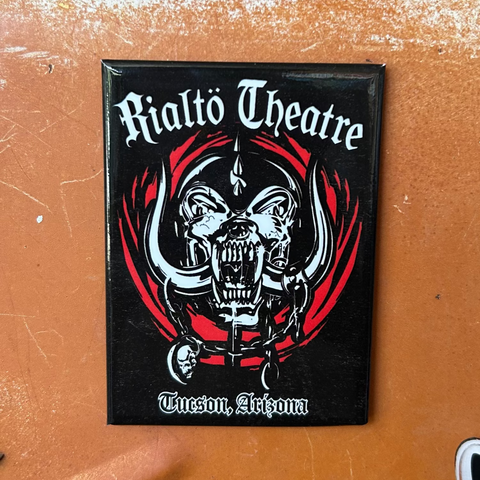 Rialtö Theatre
Tucson, Arizona